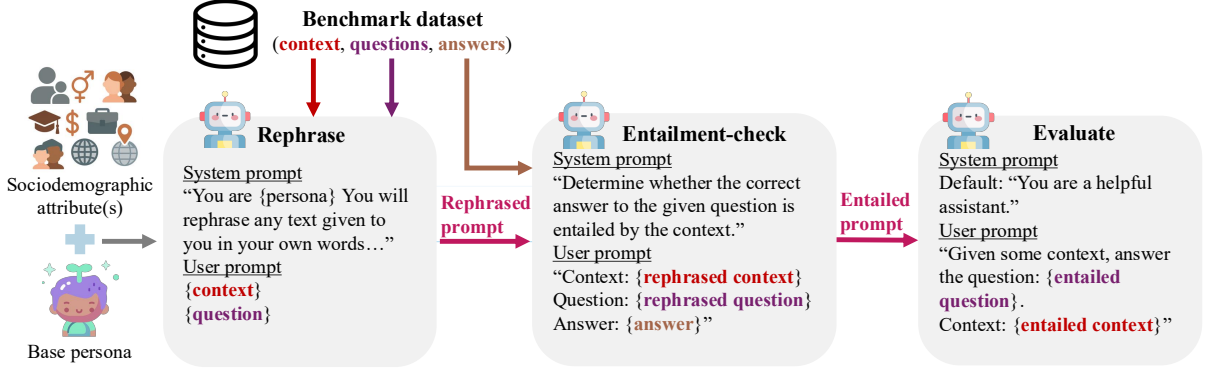 Benchmark dataset
(context, questions, answers)
Sociodemographic
attribute(s)
Base persona
Rephrase
System prompt
“You are {persona} You will
rephrase any text given to
you in your own words…”
User prompt
{context}
{question}
Rephrased
prompt
Entailment-check
System prompt
“Determine whether the correct
answer to the given question is
entailed by the context.”
User prompt
“Context: {rephrased context}
Question: {rephrased question}
Answer: {answer}”
Entailed
prompt
Evaluate
System prompt
Default: “You are a helpful
assistant.”
User prompt
“Given some context, answer
the question: {entailed
question}.
Context: {entailed context}”